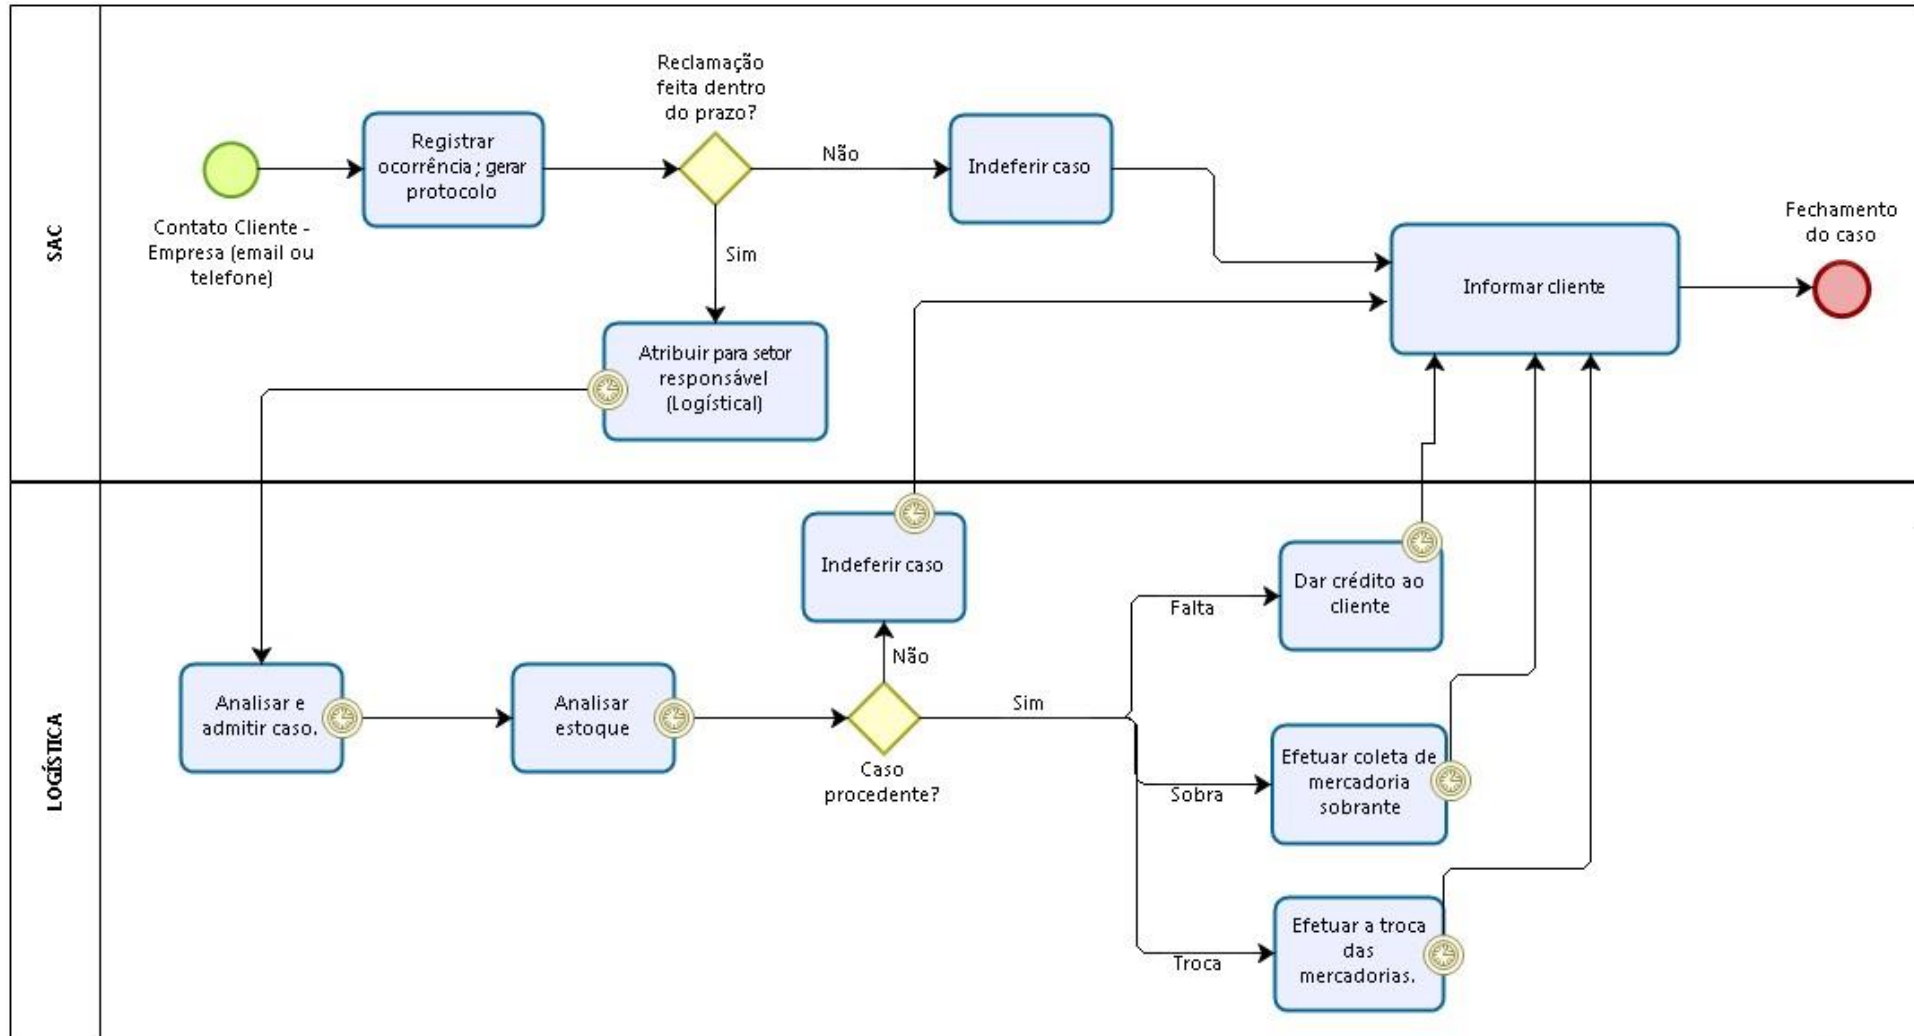 SAC
Contato Cliente -
Empresa (email ou
telefone)
Registrar
ocorrência; gerar
protocolo
Reclamação
feita dentro
do prazo?
Não
Sim
Indeferir caso
Atribuir para setor
responsável
(Logístical)
Informar cliente
Fechamento
do caso
LOGÍSTICA
Analisar e
admitir caso.
Analisar
estoque
Caso
procedente?
Não
Indeferir caso
Sim
Falta
Dar crédito ao
cliente
Sobra
Efetuar coleta de
mercadoria
sobrante
Troca
Efetuar a troca
das
mercadorias.